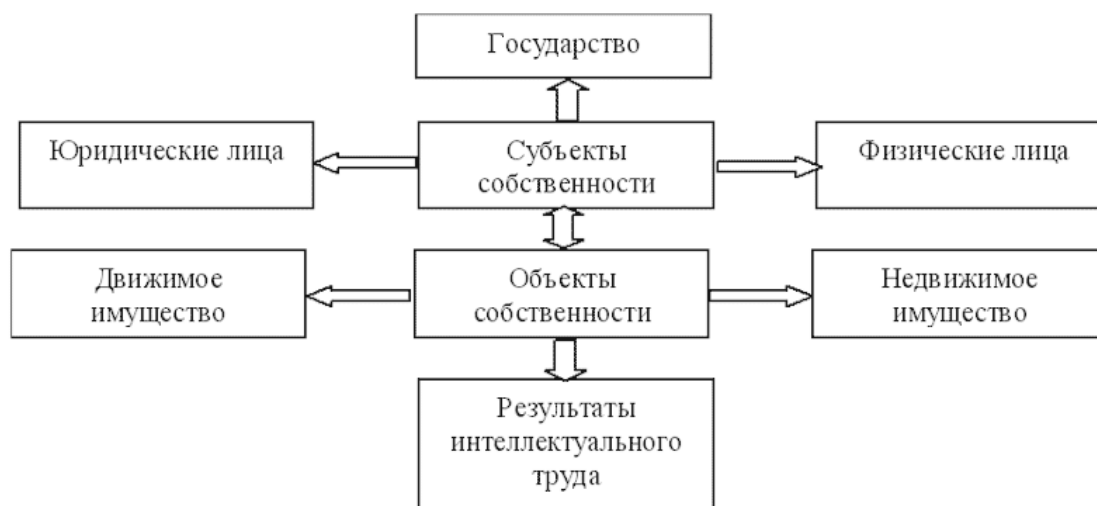 Государство
Юридические лица
Субъекты
собственности
Физические лица
Движимое
имущество
Объекты
собственности
Недвижимое
имущество
Результаты
интеллектуального
труда